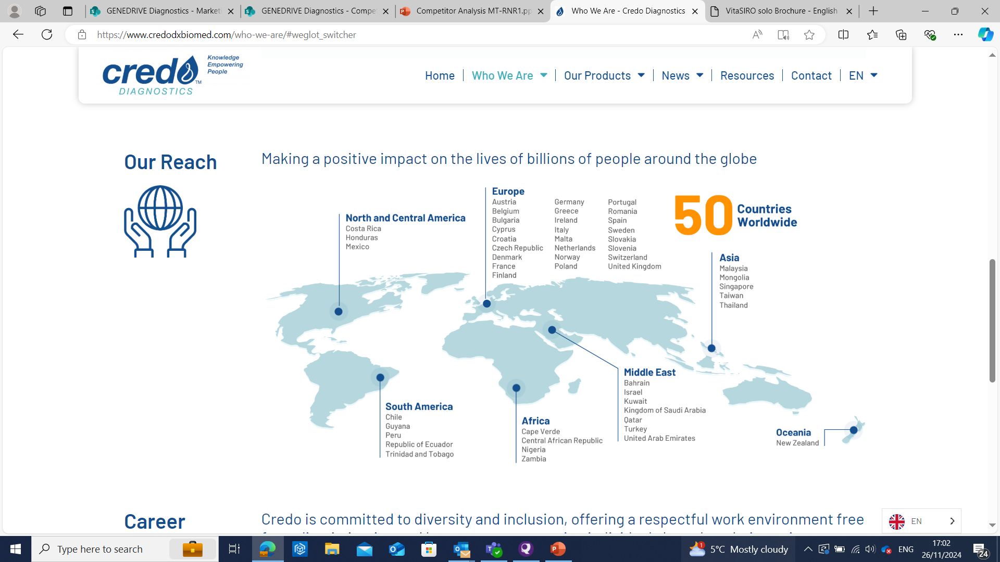 GENEDRIVE Diagnostics - Marketi
GENEDRIVE Diagnostics - Compet
Competitor Analysis MT-RNR1.pp
Who We Are - Credo Diagnostics
VitaSIRO solo Brochure - English
https://www.credodxbiomed.com/who-we-are/#weglot_switcher
credo™
DIAGNOSTICS
Knowledge
Empowering
People
Home
Who We Are
Our Products
News
Resources
Contact
EN
Our Reach
Making a positive impact on the lives of billions of people around the globe
North and Central America
Costa Rica
Honduras
Mexico
Europe
Austria
Belgium
Bulgaria
Cyprus
Croatia
Czech Republic
Denmark
France
Finland
Germany
Greece
Ireland
Italy
Malta
Netherlands
Norway
Poland
Portugal
Romania
Spain
Sweden
Slovakia
Slovenia
Switzerland
United Kingdom
50 Countries
Worldwide
Asia
Malaysia
Mongolia
Singapore
Taiwan
Thailand
South America
Chile
Guyana
Peru
Republic of Ecuador
Trinidad and Tobago
Africa
Cape Verde
Central African Republic
Nigeria
Zambia
Middle East
Bahrain
Israel
Kuwait
Kingdom of Saudi Arabia
Qatar
Turkey
United Arab Emirates
Oceania
New Zealand
Career
Credo is committed to diversity and inclusion, offering a respectful work environment free
EN
Type here to search
1
5°C Mostly cloudy
ENG
17:02
26/11/2024
24